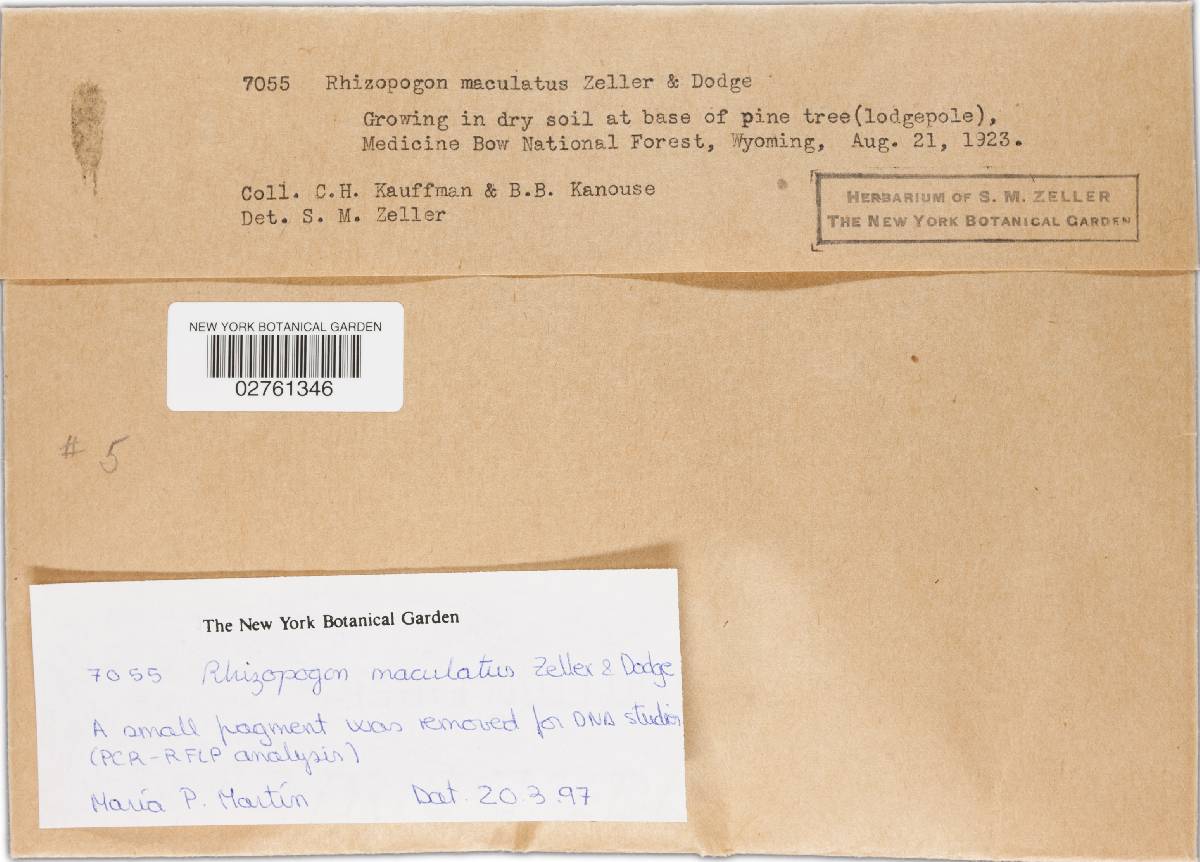 7055 Rhizopogon maculatus Zeller & Dodge
Growing in dry soil at base of pine tree(lodgepole),
Medicine Bow National Forest, Wyoming, Aug. 21, 1923.
Coll. C.H. Kauffman & B.B. Kanouse
Det. S. M. Zeller
HERBARIUM OF S. M. ZELLER
THE NEW YORK BOTANICAL GARDEN
NEW YORK BOTANICAL GARDEN
02761346
# 5
The New York Botanical Garden
7055 Rhizopogon maculatus Zeller & Dodge
A small fragment was removed for DNA studies
(PCR-RFLP analysis)
María P. Martín Dat. 20.3.97